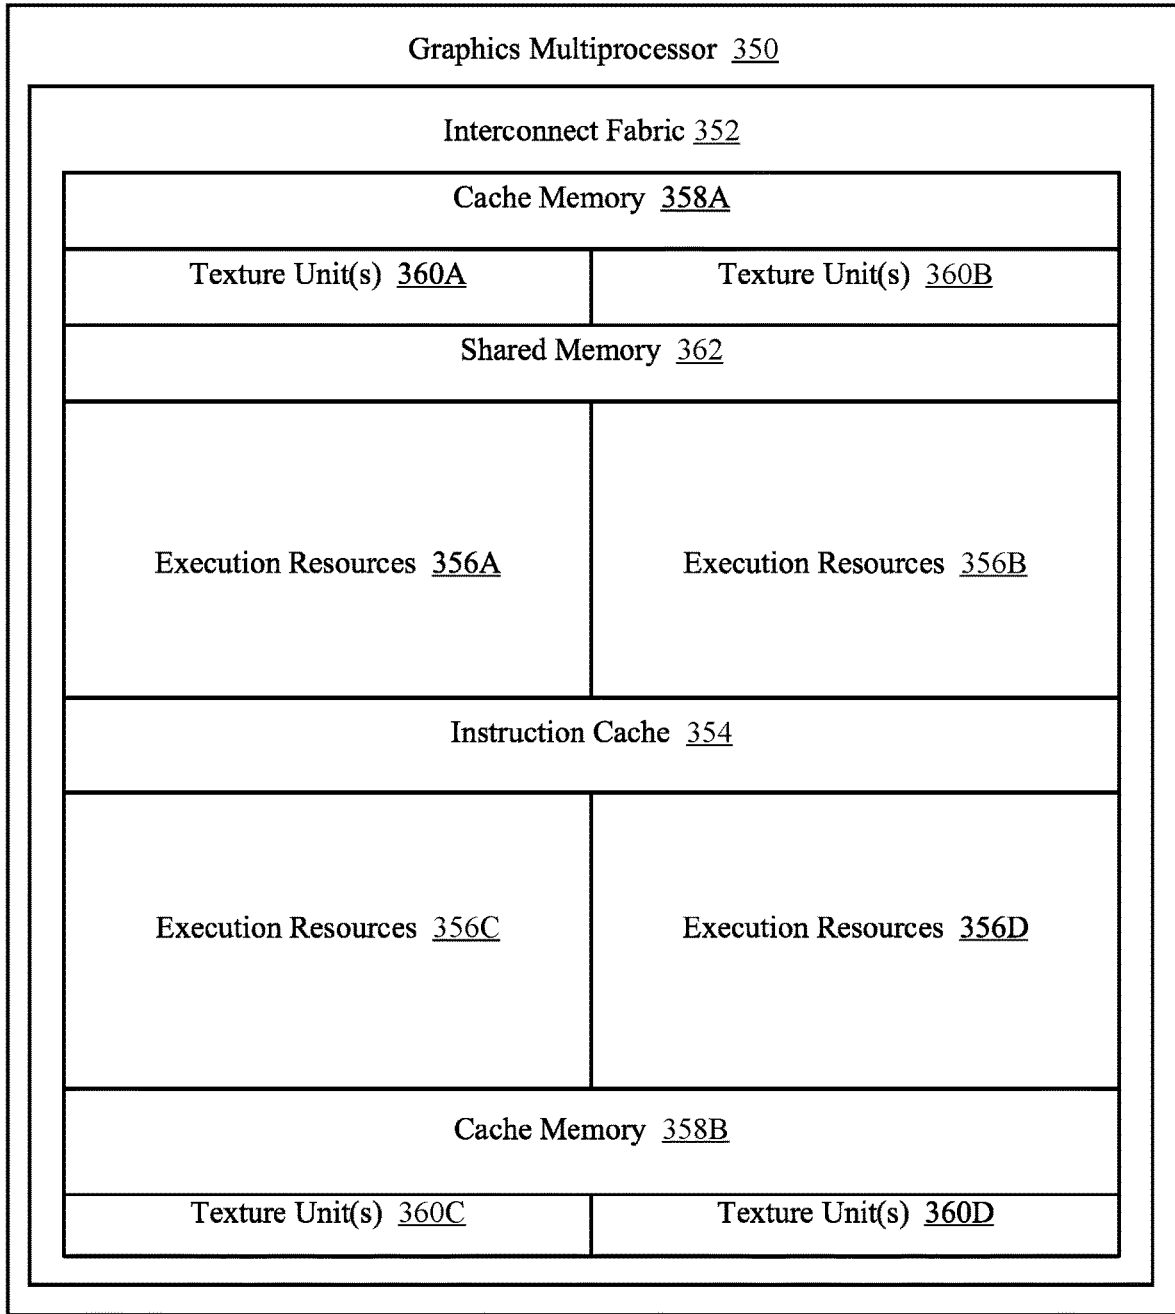 Graphics Multiprocessor 350
Interconnect Fabric 352
Cache Memory 358A
Texture Unit(s) 360A
Texture Unit(s) 360B
Shared Memory 362
Execution Resources 356A
Execution Resources 356B
Instruction Cache 354
Execution Resources 356C
Execution Resources 356D
Cache Memory 358B
Texture Unit(s) 360C
Texture Unit(s) 360D